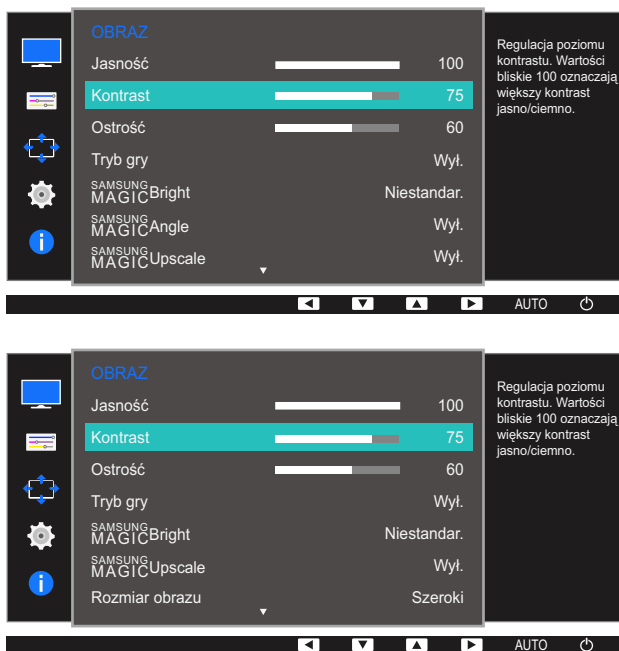 OBRAZ
Jasność 100
Kontrast 75
Ostrość 60
Tryb gry Wył.
SAMSUNG MAGIC Bright Niestandar.
SAMSUNG MAGIC Angle Wył.
SAMSUNG MAGIC Upscale Wył.
Regulacja poziomu
kontrastu. Wartości
bliskie 100 oznaczają
większy kontrast
jasno/ciemno.
AUTO
OBRAZ
Jasność 100
Kontrast 75
Ostrość 60
Tryb gry Wył.
SAMSUNG MAGIC Bright Niestandar.
SAMSUNG MAGIC Upscale Wył.
Rozmiar obrazu Szeroki
Regulacja poziomu
kontrastu. Wartości
bliskie 100 oznaczają
większy kontrast
jasno/ciemno.
AUTO